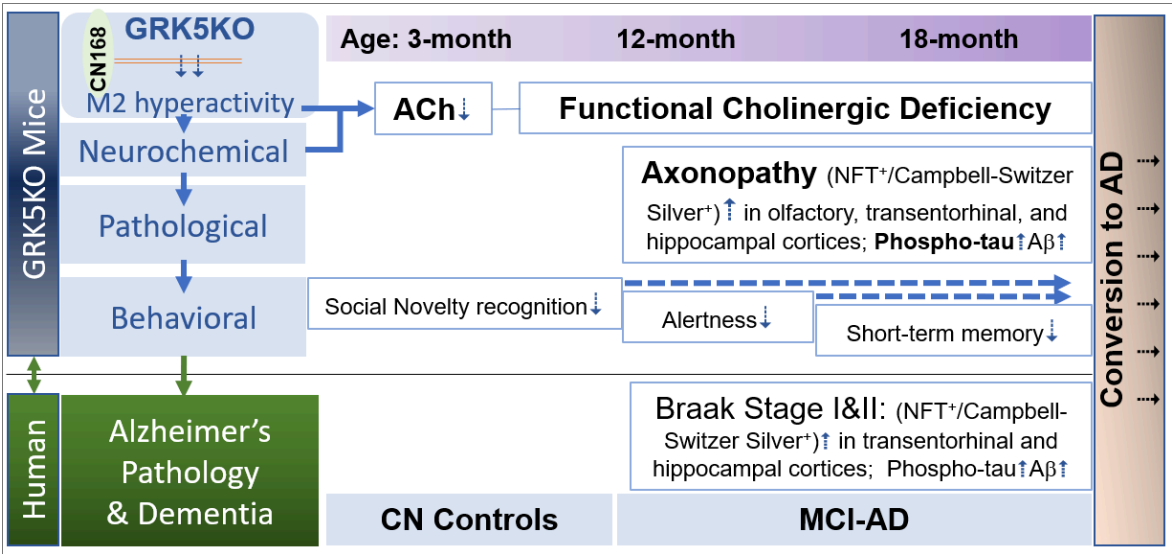 GRK5KO Mice
CN168
GRK5KO
M2 hyperactivity
Neurochemical
Pathological
Behavioral
Age: 3-month 12-month 18-month
ACh↓
Functional Cholinergic Deficiency
Axonopathy (NFT⁺/Campbell-Switzer
Silver⁺)↑ in olfactory, transentorhinal, and
hippocampal cortices; Phospho-tau↑Aβ↑
Social Novelty recognition↓
Alertness↓
Short-term memory↓
Conversion to AD
Human
Alzheimer’s
Pathology
& Dementia
Braak Stage I&II: (NFT⁺/Campbell-
Switzer Silver⁺)↑ in transentorhinal and
hippocampal cortices; Phospho-tau↑Aβ↑
CN Controls
MCI-AD